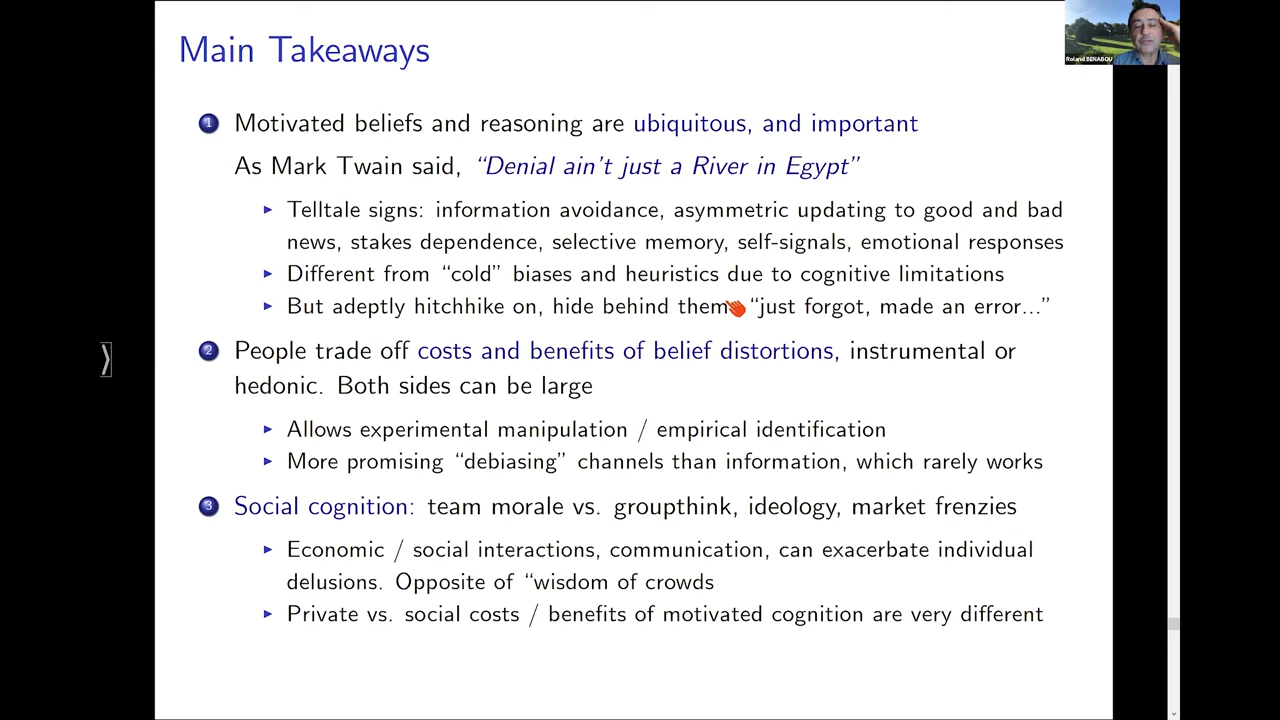 Main Takeaways
Roland BENABOU
1 Motivated beliefs and reasoning are ubiquitous, and important
As Mark Twain said, “Denial ain’t just a River in Egypt”
▸ Telltale signs: information avoidance, asymmetric updating to good and bad
news, stakes dependence, selective memory, self-signals, emotional responses
▸ Different from “cold” biases and heuristics due to cognitive limitations
▸ But adeptly hitchhike on, hide behind them “just forgot, made an error...”
2 People trade off costs and benefits of belief distortions, instrumental or
hedonic. Both sides can be large
▸ Allows experimental manipulation / empirical identification
▸ More promising “debiasing” channels than information, which rarely works
3 Social cognition: team morale vs. groupthink, ideology, market frenzies
▸ Economic / social interactions, communication, can exacerbate individual
delusions. Opposite of “wisdom of crowds
▸ Private vs. social costs / benefits of motivated cognition are very different